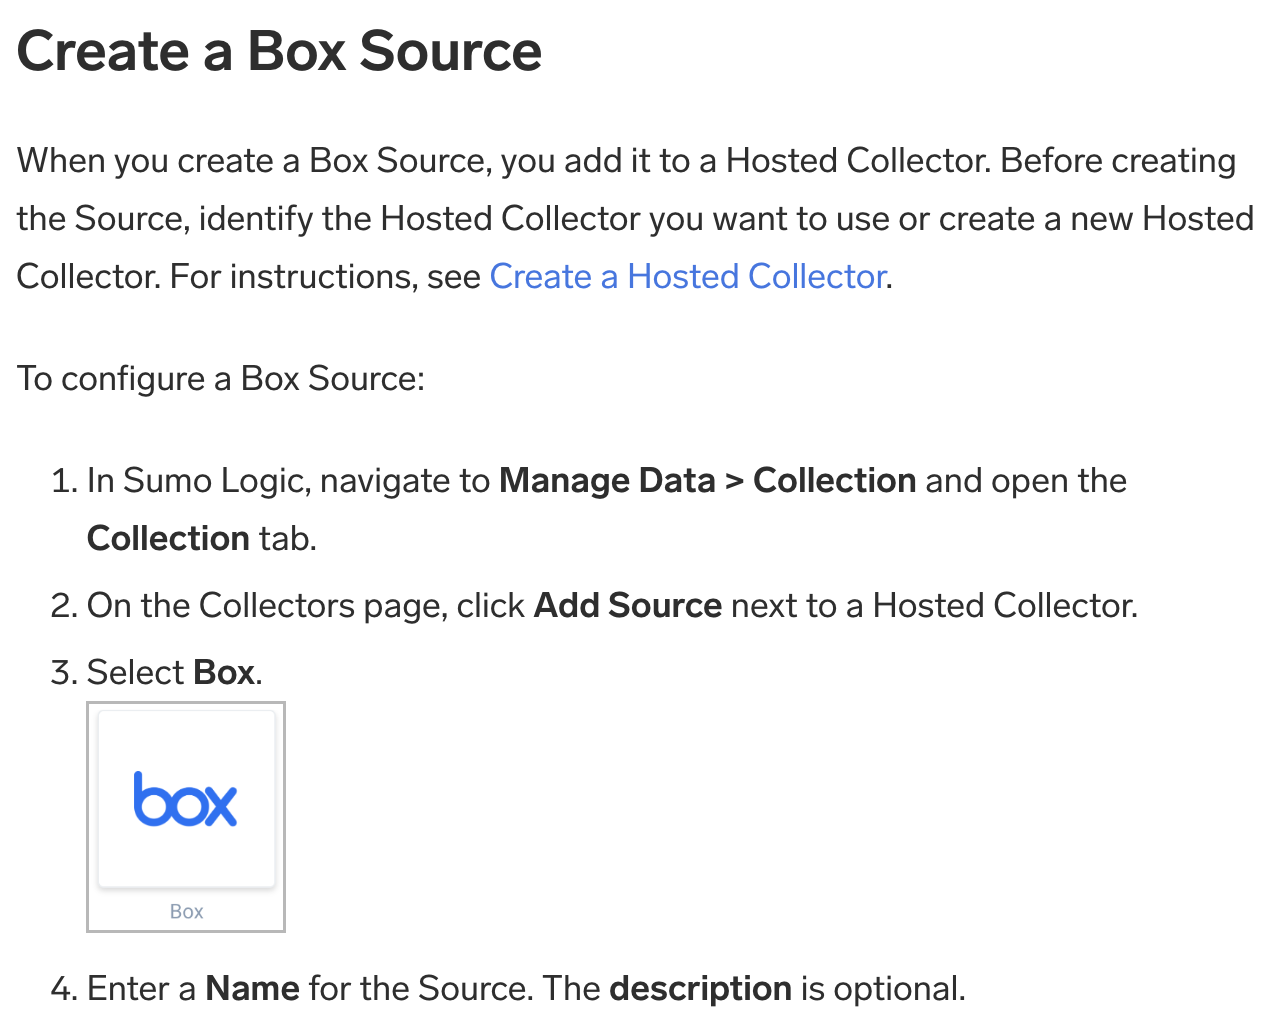 Create a Box Source
When you create a Box Source, you add it to a Hosted Collector. Before creating
the Source, identify the Hosted Collector you want to use or create a new Hosted
Collector. For instructions, see Create a Hosted Collector.
To configure a Box Source:
1. In Sumo Logic, navigate to Manage Data > Collection and open the
Collection tab.
2. On the Collectors page, click Add Source next to a Hosted Collector.
3. Select Box.
box
Box
4. Enter a Name for the Source. The description is optional.